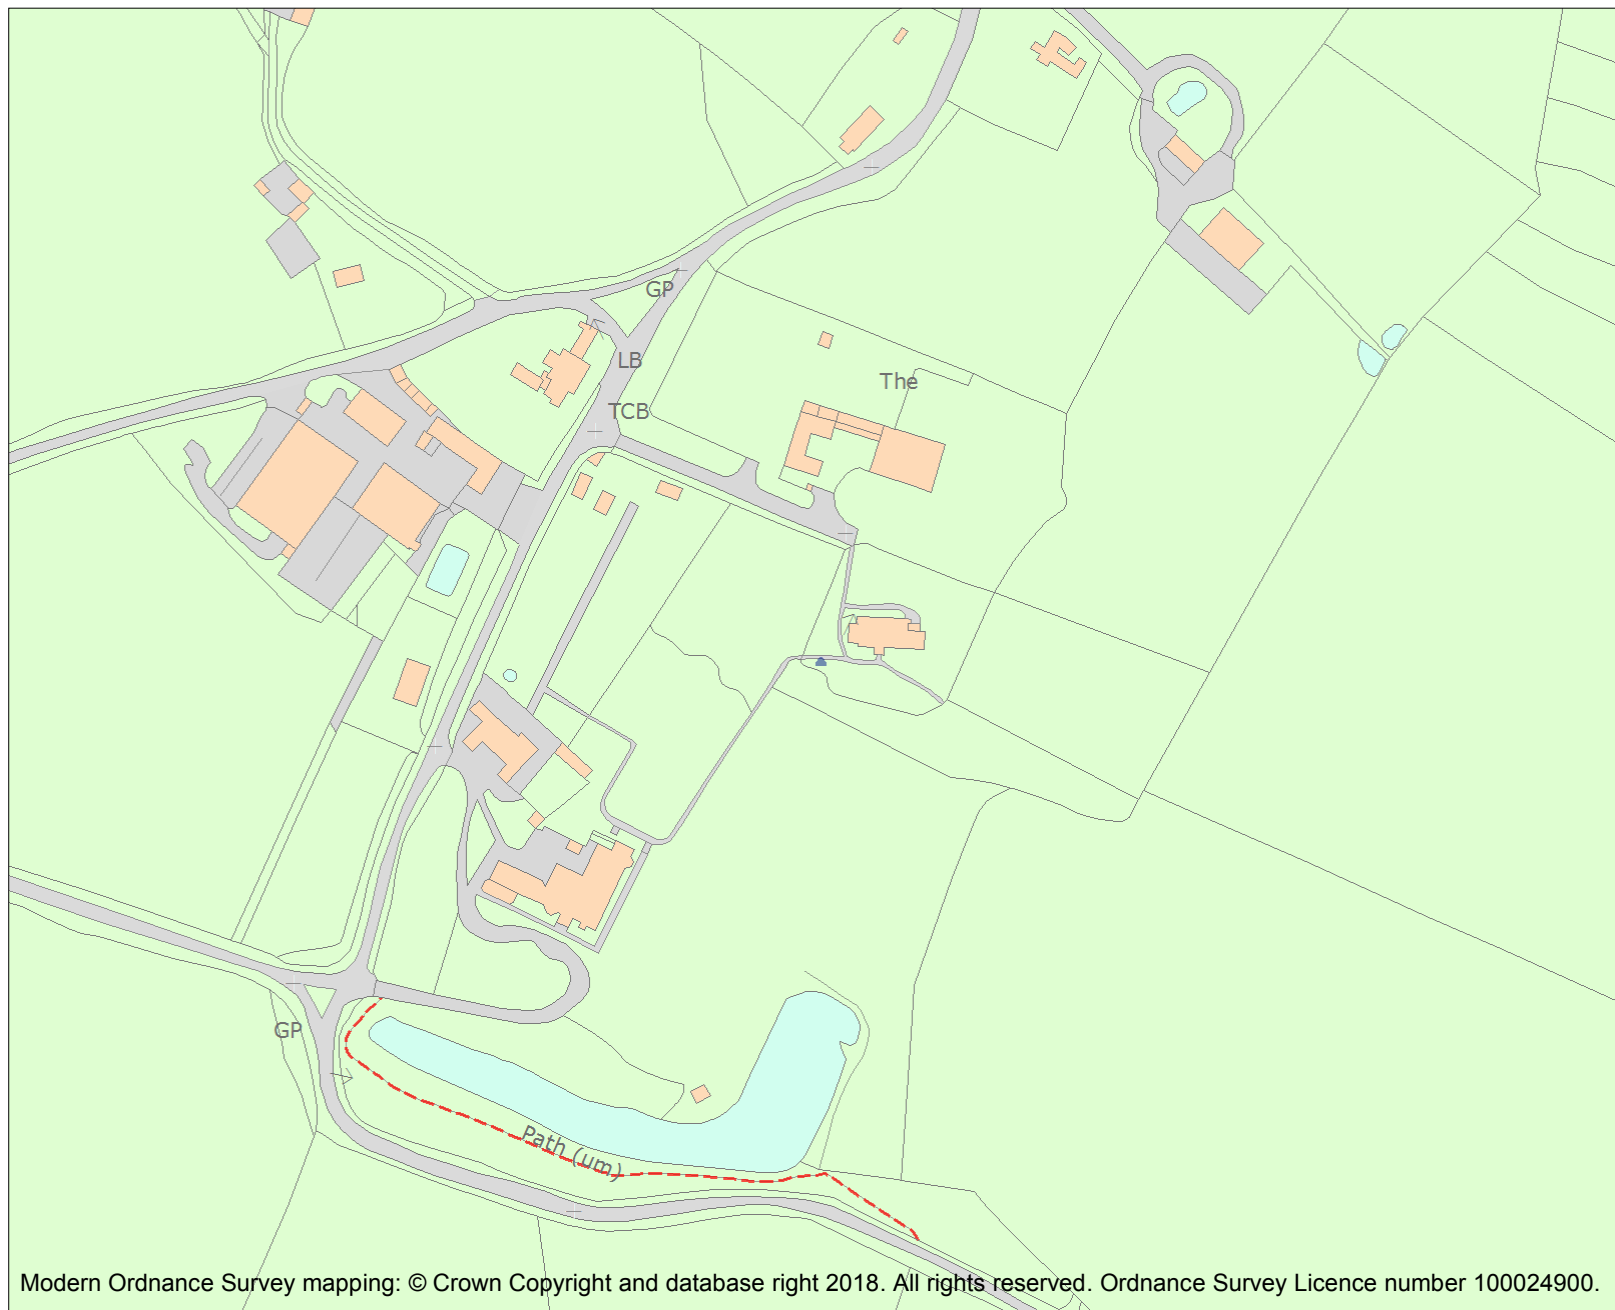 GP
LB
The
TCB
GP
Path (um)
Modern Ordnance Survey mapping: © Crown Copyright and database right 2018. All rights reserved. Ordnance Survey Licence number 100024900.